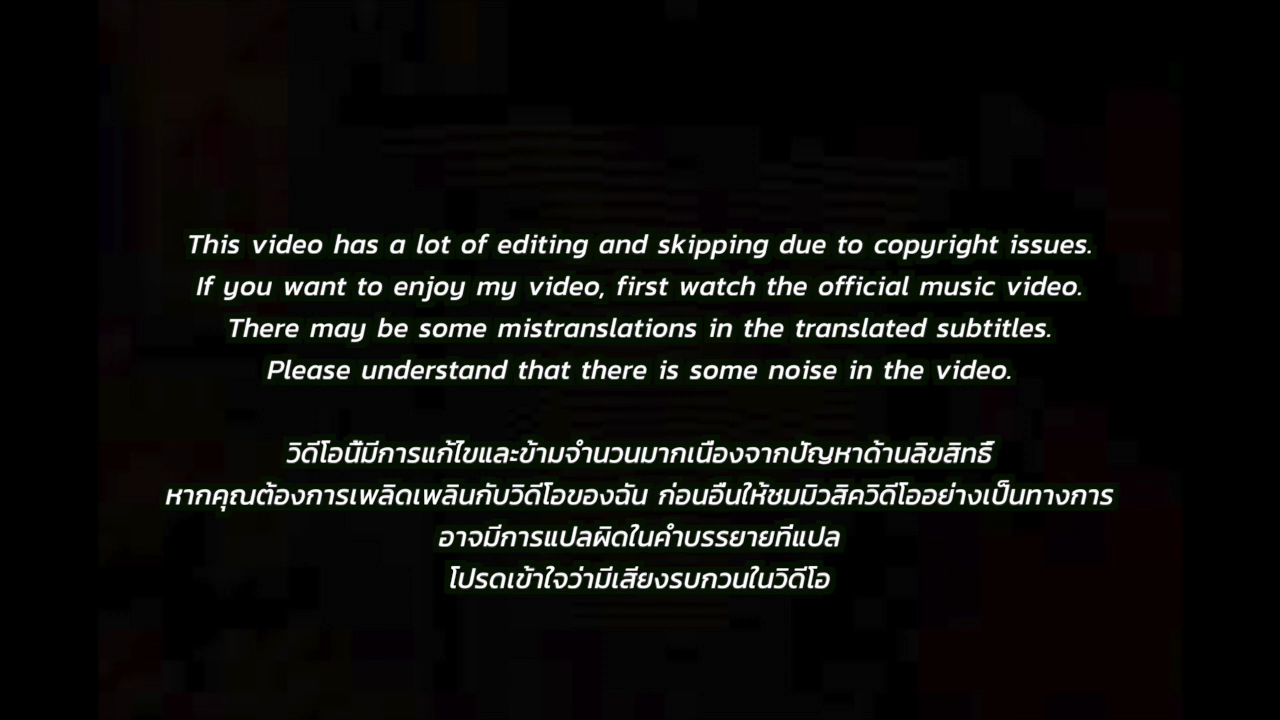 This video has a lot of editing and skipping due to copyright issues.
If you want to enjoy my video, first watch the official music video.
There may be some mistranslations in the translated subtitles.
Please understand that there is some noise in the video.
วิดีโอนี้มีการแก้ไขและข้ามจำนวนมากเนื่องจากปัญหาด้านลิขสิทธิ์
หากคุณต้องการเพลิดเพลินกับวิดีโอของฉัน ก่อนอื่นให้ชมมิวสิควิดีโออย่างเป็นทางการ
อาจมีการแปลผิดในคำบรรยายที่แปล
โปรดเข้าใจว่ามีเสียงรบกวนในวิดีโอ